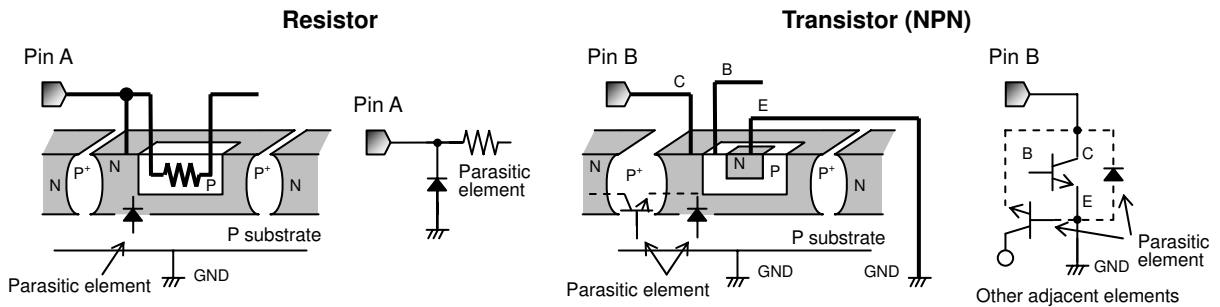 Resistor
Pin A
N
P+
N
P
P+
N
P substrate
Parasitic element
GND
Pin A
Parasitic
element
Transistor (NPN)
Pin B
C
B
E
N
P+
N
N
P
P+
N
P substrate
Parasitic element
GND
GND
Pin B
B
C
E
Parasitic
element
GND
Other adjacent elements